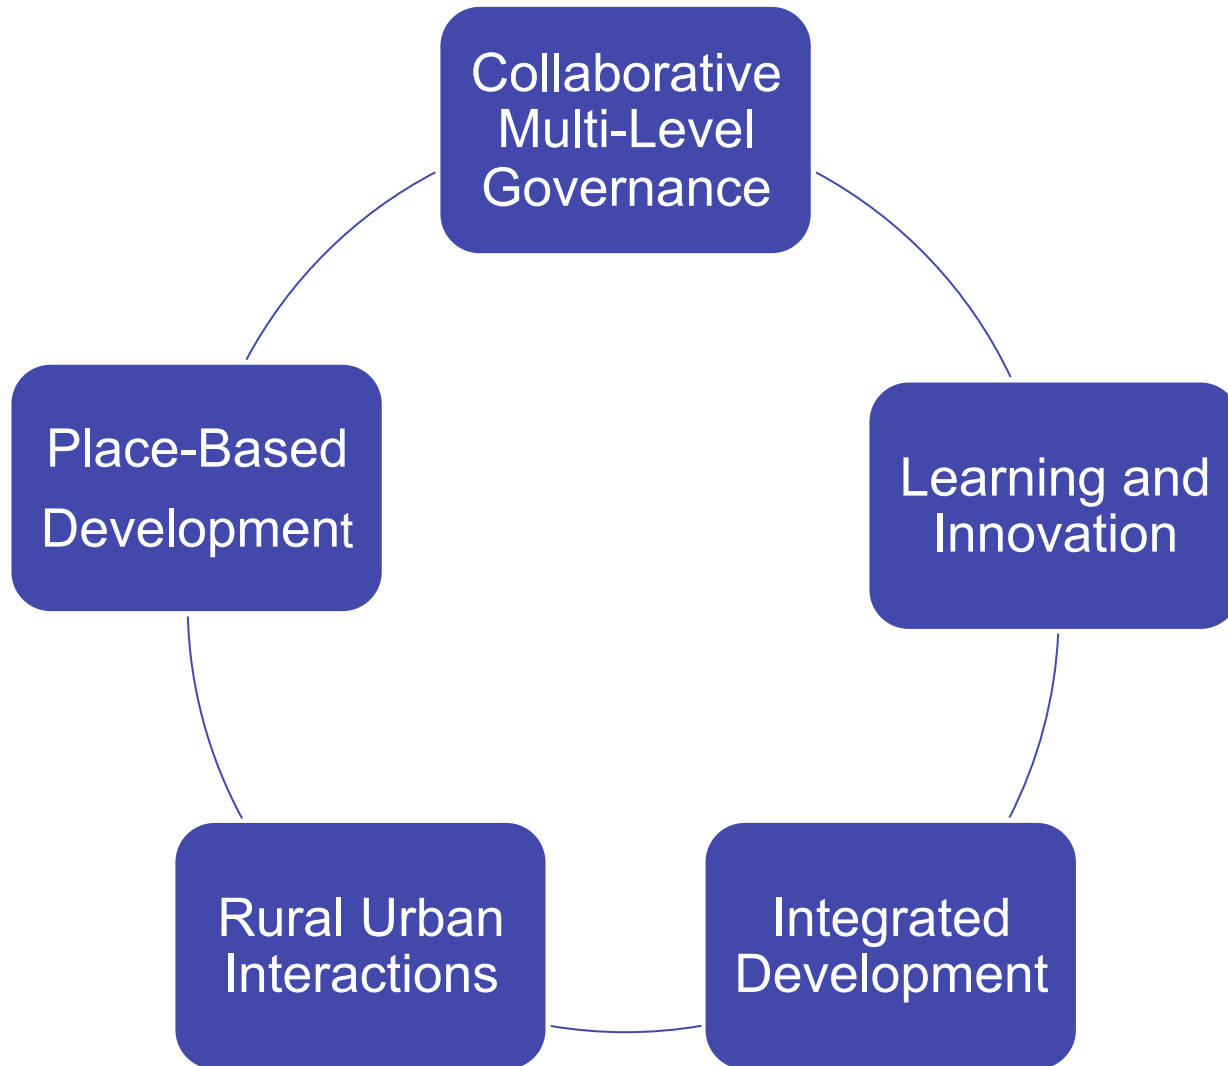 Collaborative
Multi-Level
Governance
Place-Based
Development
Learning and
Innovation
Rural Urban
Interactions
Integrated
Development